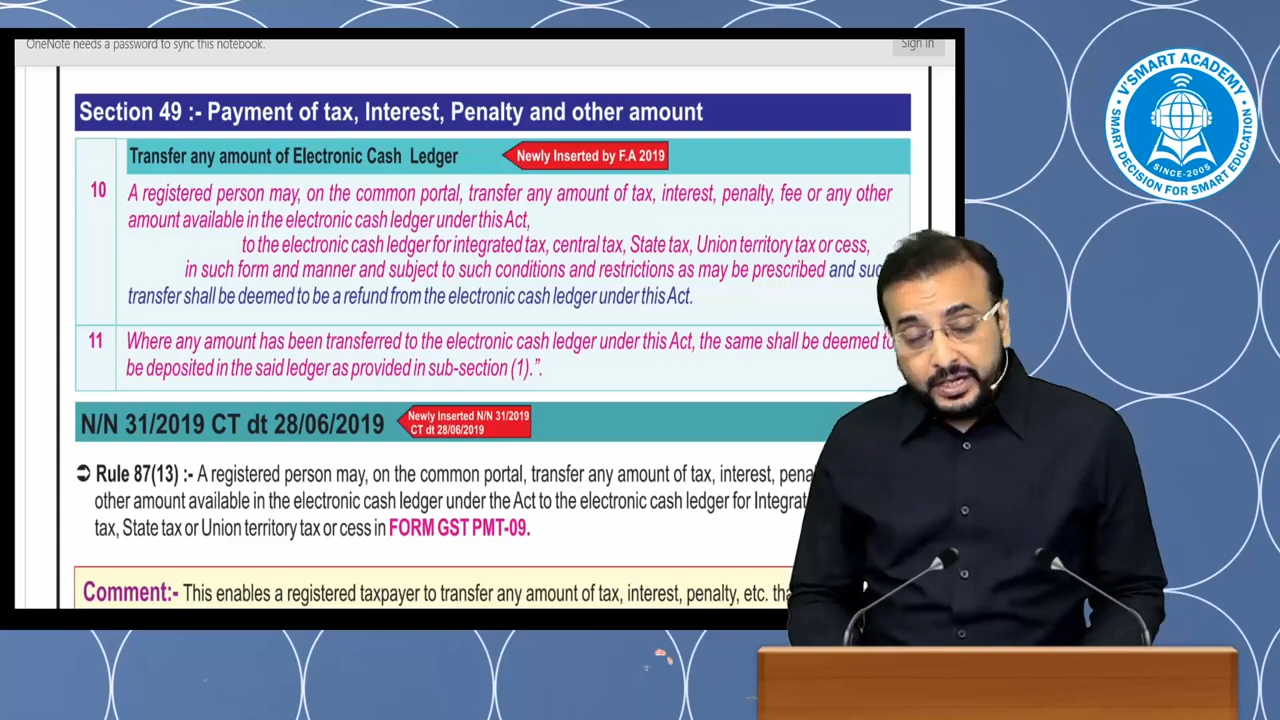 OneNote needs a password to sync this notebook.
Sign in
Section 49 :- Payment of tax, Interest, Penalty and other amount
Transfer any amount of Electronic Cash Ledger
Newly Inserted by F.A 2019
10
A registered person may, on the common portal, transfer any amount of tax, interest, penalty, fee or any other
amount available in the electronic cash ledger under this Act,
to the electronic cash ledger for integrated tax, central tax, State tax, Union territory tax or cess,
in such form and manner and subject to such conditions and restrictions as may be prescribed and suc
transfer shall be deemed to be a refund from the electronic cash ledger under this Act.
11
Where any amount has been transferred to the electronic cash ledger under this Act, the same shall be deemed to
be deposited in the said ledger as provided in sub-section (1).”.
N/N 31/2019 CT dt 28/06/2019
Newly Inserted N/N 31/2019
CT dt 28/06/2019
➲ Rule 87(13) :- A registered person may, on the common portal, transfer any amount of tax, interest, pena
other amount available in the electronic cash ledger under the Act to the electronic cash ledger for Integrat
tax, State tax or Union territory tax or cess in FORM GST PMT-09.
Comment:- This enables a registered taxpayer to transfer any amount of tax, interest, penalty, etc. tha
V'SMART ACADEMY
SINCE-2005
SMART DECISION FOR SMART EDUCATION